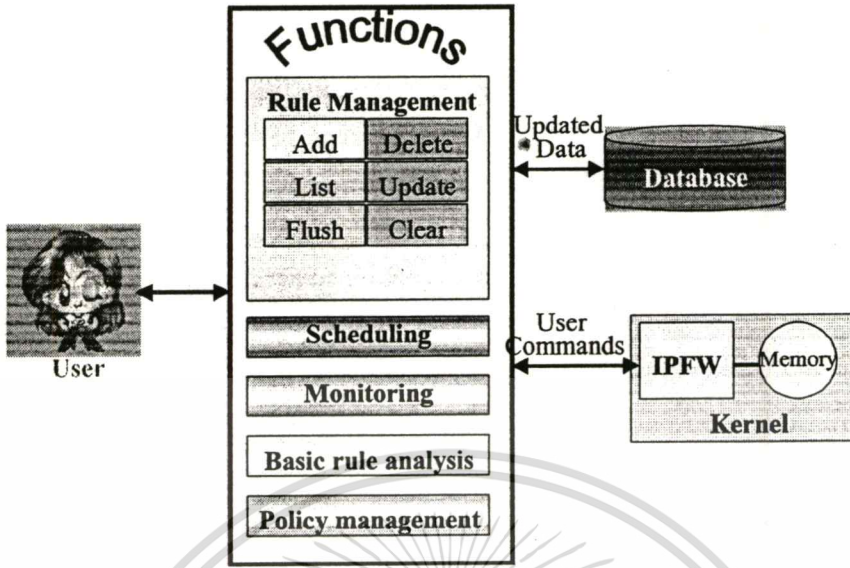 Functions
Rule Management
Add Delete
List Update
Flush Clear
Scheduling
Monitoring
Basic rule analysis
Policy management
User
Updated
Data
Database
User
Commands
IPFW
Memory
Kernel